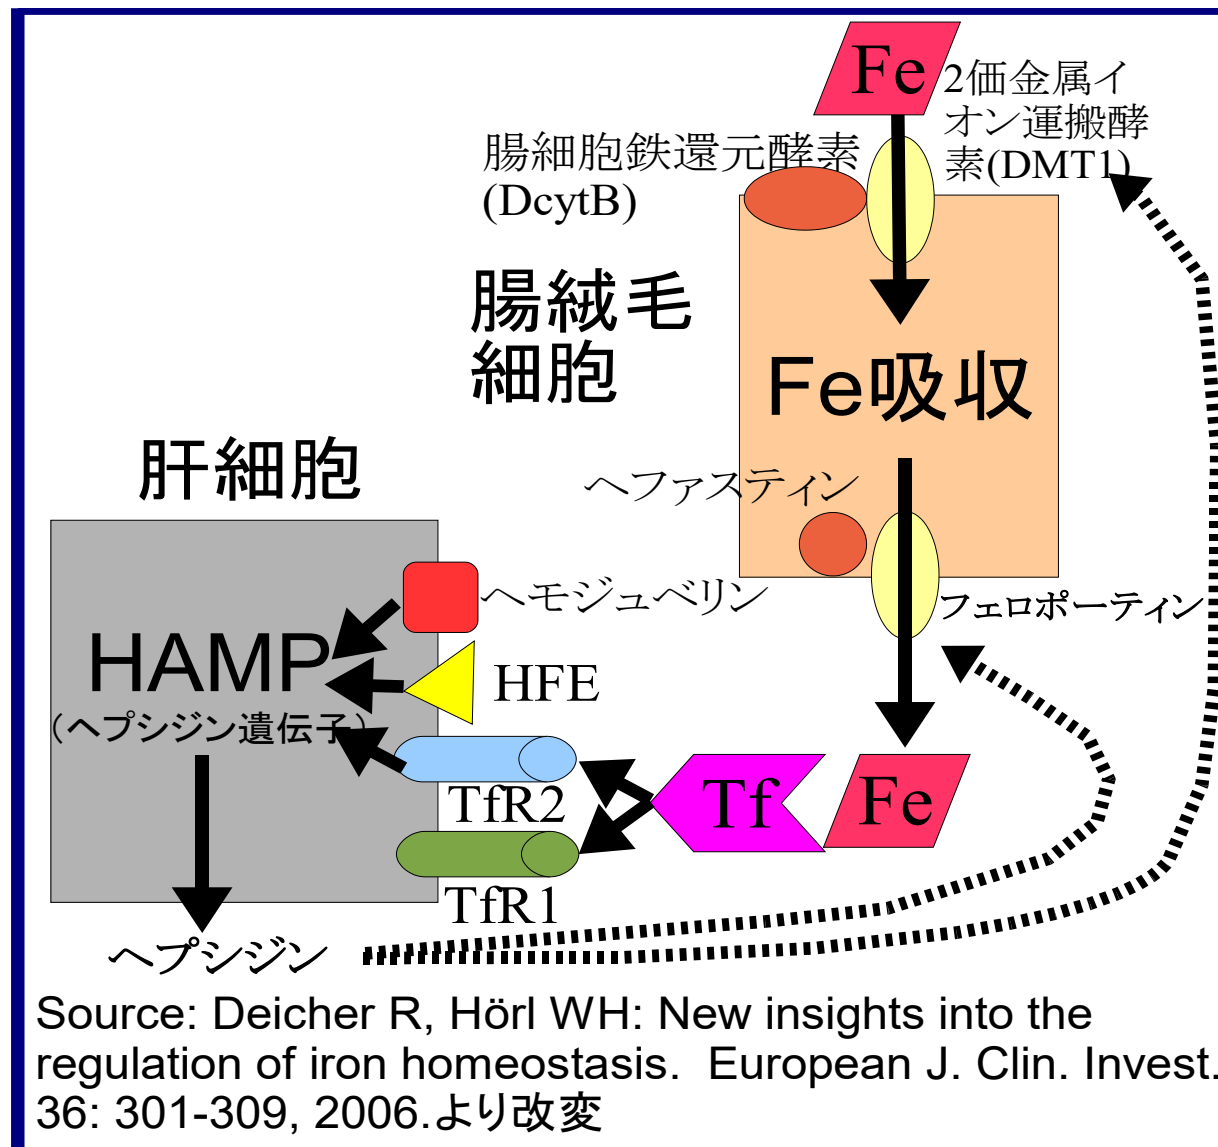 Fe
2価金属イ
オン運搬酵
素(DMT1)
腸細胞鉄還元酵素
(DcytB)
腸絨毛
細胞
Fe吸収
肝細胞
ヘファスティン
ヘモジュベリン
フェロポーティン
HAMP
(ヘプシジン遺伝子)
HFE
TfR2
Tf
Fe
TfR1
ヘプシジン
Source: Deicher R, Hörl WH: New insights into the
regulation of iron homeostasis.  European J. Clin. Invest.
36: 301-309, 2006.より改変